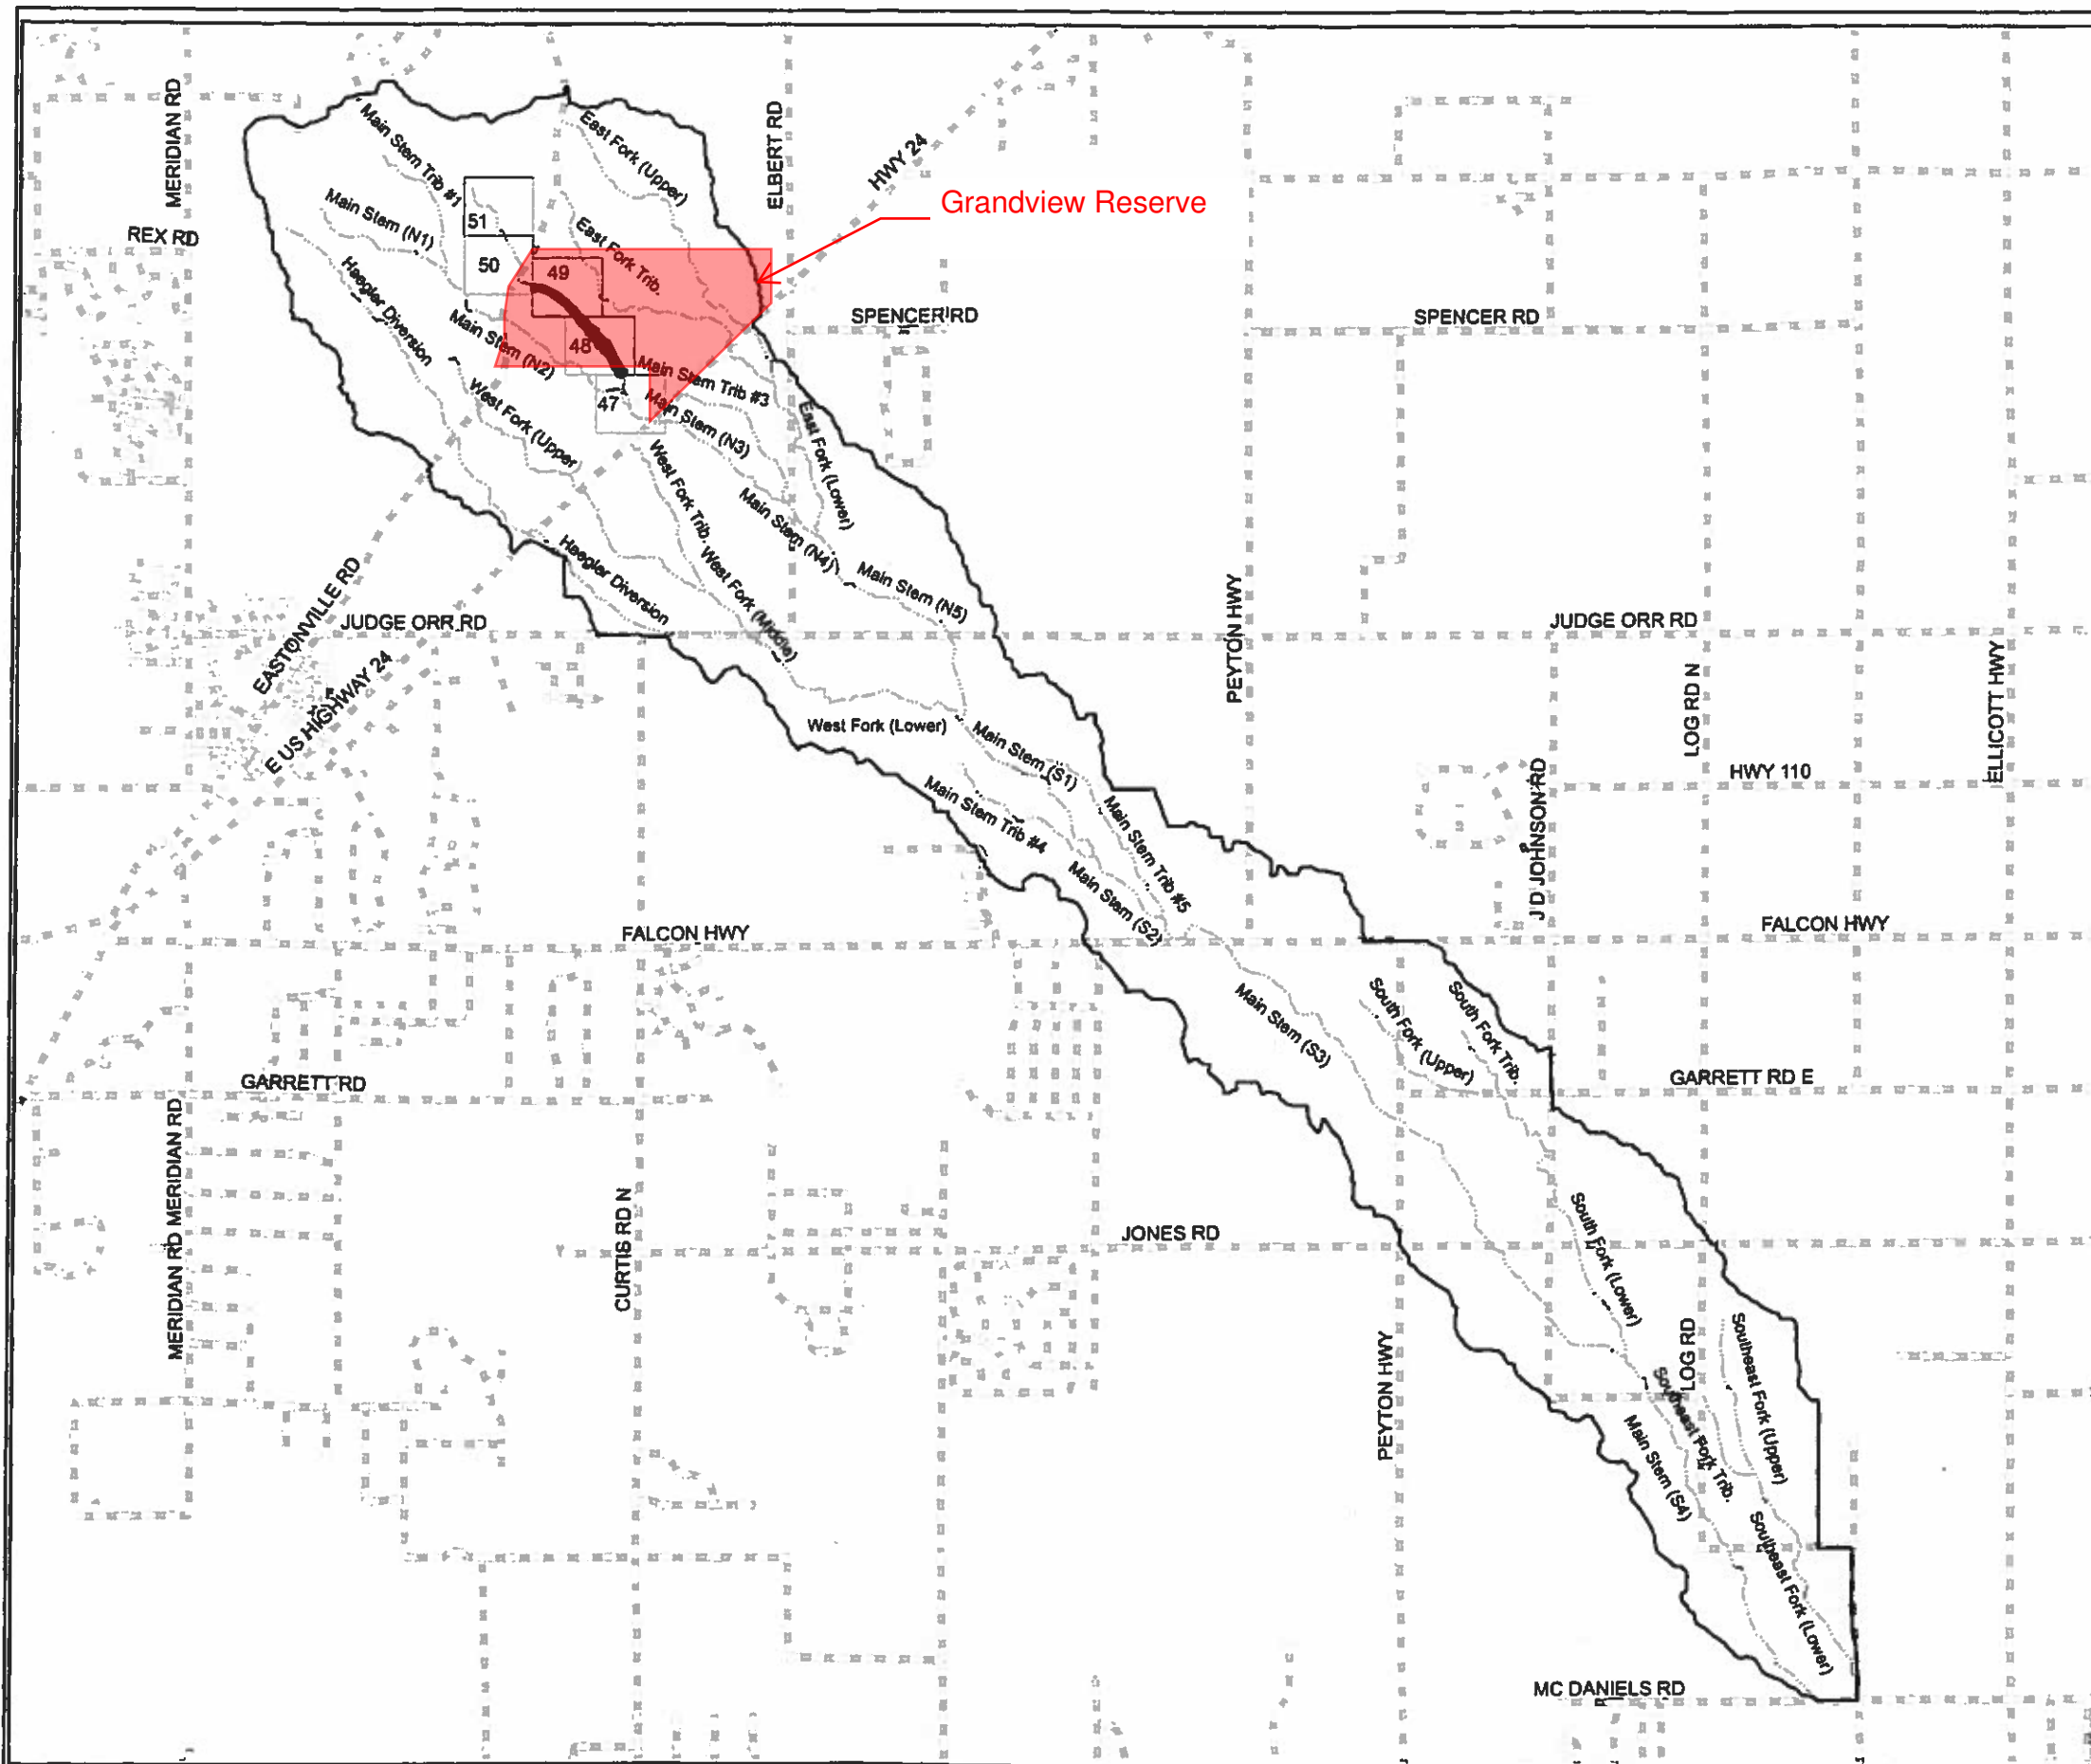 MERIDIAN RD
ELBERT RD
HWY 24
Main Stem Trib #1
East Fork (Upper)
Grandview Reserve
Main Stem (N1)
51
REX RD
East Fork Trib.
50
49
Haegler Diversion
SPENCER RD
SPENCER RD
Main Stem (N2)
48
Main Stem Trib #3
47
Main Stem (N3)
West Fork (Upper
East Fork (Lower)
West Fork Trib.
Main Stem (N4)
Haegler Diversion
West Fork (Middle)
Main Stem (N5)
EASTONVILLE RD
JUDGE ORR RD
JUDGE ORR RD
PEYTON HWY
E US HIGHWAY 24
LOG RD N
ELLICOTT HWY
West Fork (Lower)
Main Stem (S1)
HWY 110
Main Stem Trib #4
Main Stem Trib #5
J D JOHNSON RD
Main Stem (S2)
FALCON HWY
FALCON HWY
Main Stem (S3)
South Fork (Upper)
South Fork Trib.
GARRETT RD
GARRETT RD E
MERIDIAN RD MERIDIAN RD
CURTIS RD N
JONES RD
South Fork (Lower)
PEYTON HWY
LOG RD
Southeast Fork (Upper)
Southeast Fork Trib.
Main Stem (S4)
Southeast Fork (Lower)
MC DANIELS RD